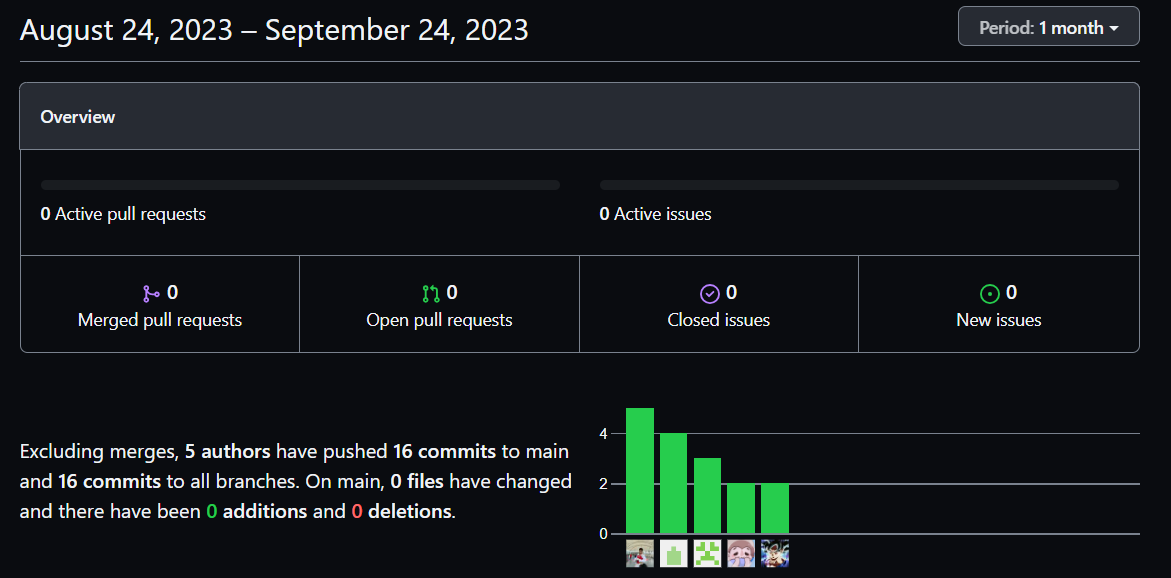 August 24, 2023 – September 24, 2023
Period: 1 month
Overview
0 Active pull requests
0 Active issues
0
Merged pull requests
0
Open pull requests
0
Closed issues
0
New issues
Excluding merges, 5 authors have pushed 16 commits to main
and 16 commits to all branches. On main, 0 files have changed
and there have been 0 additions and 0 deletions.
4
2
0